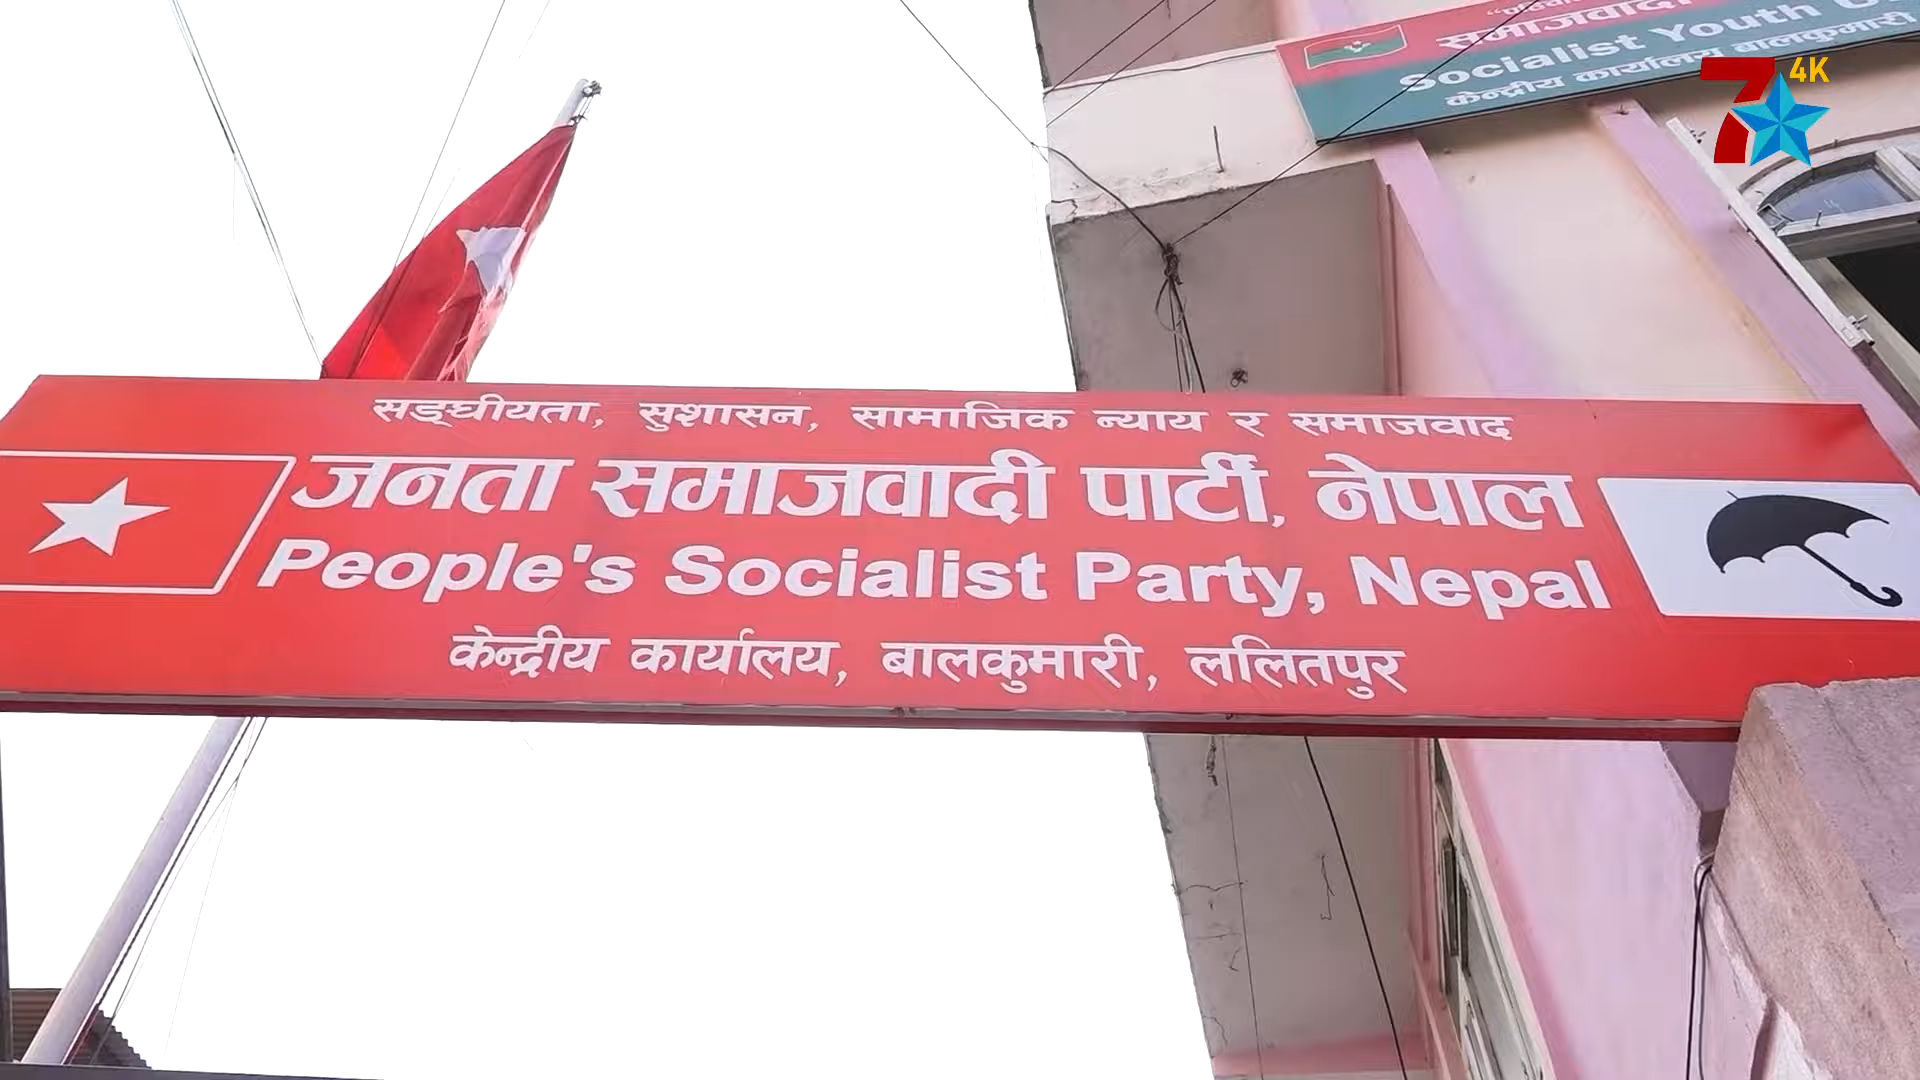 समाजवादी
Socialist Youth
केन्द्रीय कार्यालय बालकुमारी
7 4K
सङ्घीयता, सुशासन, सामाजिक न्याय र समाजवाद
जनता समाजवादी पार्टी, नेपाल
People's Socialist Party, Nepal
केन्द्रीय कार्यालय, बालकुमारी, ललितपुर